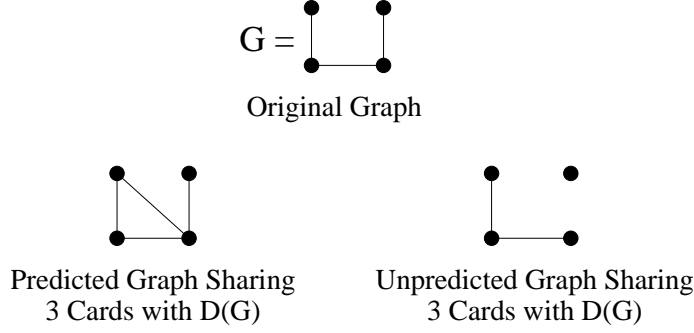 G =
Original Graph
Predicted Graph Sharing
3 Cards with D(G)
Unpredicted Graph Sharing
3 Cards with D(G)